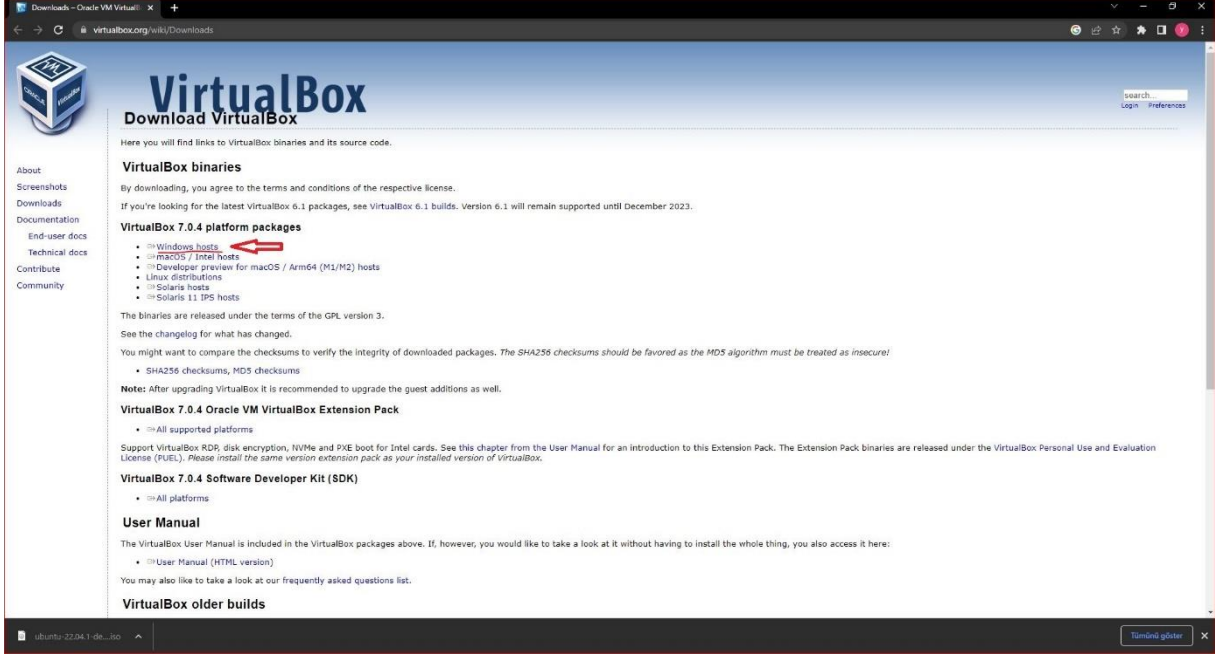 Downloads – Oracle VM VirtualB
virtualbox.org/wiki/Downloads
Y
VirtualBox
search...
Login Preferences
Download VirtualBox
Here you will find links to VirtualBox binaries and its source code.
About
Screenshots
Downloads
Documentation
End-user docs
Technical docs
Contribute
Community
VirtualBox binaries
By downloading, you agree to the terms and conditions of the respective license.
If you're looking for the latest VirtualBox 6.1 packages, see VirtualBox 6.1 builds. Version 6.1 will remain supported until December 2023.
VirtualBox 7.0.4 platform packages
Windows hosts
macOS / Intel hosts
Developer preview for macOS / Arm64 (M1/M2) hosts
Linux distributions
Solaris hosts
Solaris 11 IPS hosts
The binaries are released under the terms of the GPL version 3.
See the changelog for what has changed.
You might want to compare the checksums to verify the integrity of downloaded packages. The SHA256 checksums should be favored as the MD5 algorithm must be treated as insecure!
SHA256 checksums, MD5 checksums
Note: After upgrading VirtualBox it is recommended to upgrade the guest additions as well.
VirtualBox 7.0.4 Oracle VM VirtualBox Extension Pack
All supported platforms
Support VirtualBox RDP, disk encryption, NVMe and PXE boot for Intel cards. See this chapter from the User Manual for an introduction to this Extension Pack. The Extension Pack binaries are released under the VirtualBox Personal Use and Evaluation
License (PUEL). Please install the same version extension pack as your installed version of VirtualBox.
VirtualBox 7.0.4 Software Developer Kit (SDK)
All platforms
User Manual
The VirtualBox User Manual is included in the VirtualBox packages above. If, however, you would like to take a look at it without having to install the whole thing, you also access it here:
User Manual (HTML version)
You may also like to take a look at our frequently asked questions list.
VirtualBox older builds
ubuntu-22.04.1-de....iso
Tümünü göster